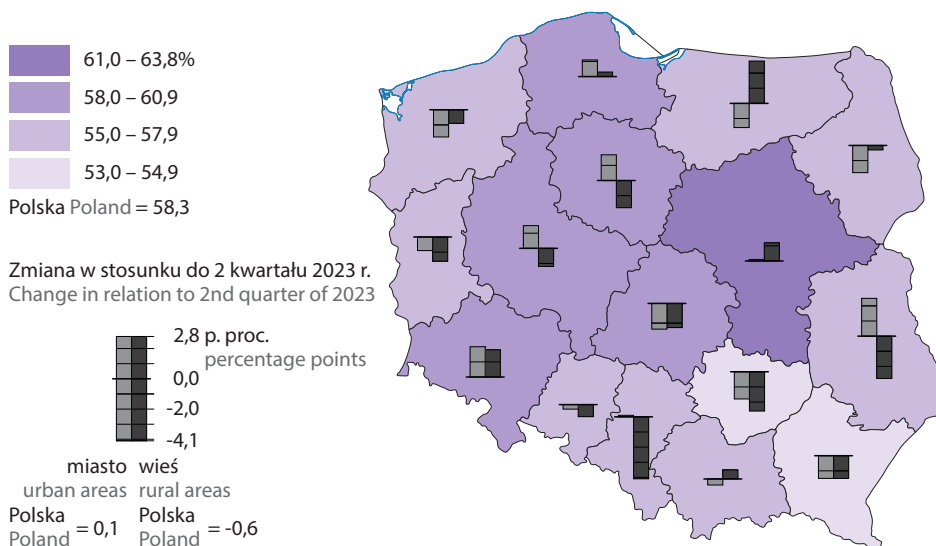 61,0 – 63,8%
58,0 – 60,9
55,0 – 57,9
53,0 – 54,9
Polska Poland = 58,3
Zmiana w stosunku do 2 kwartału 2023 r.
Change in relation to 2nd quarter of 2023
2,8 p. proc.
percentage points
0,0
-2,0
-4,1
miasto wieś
urban areas rural areas
Polska Polska
Poland = 0,1 Poland = -0,6